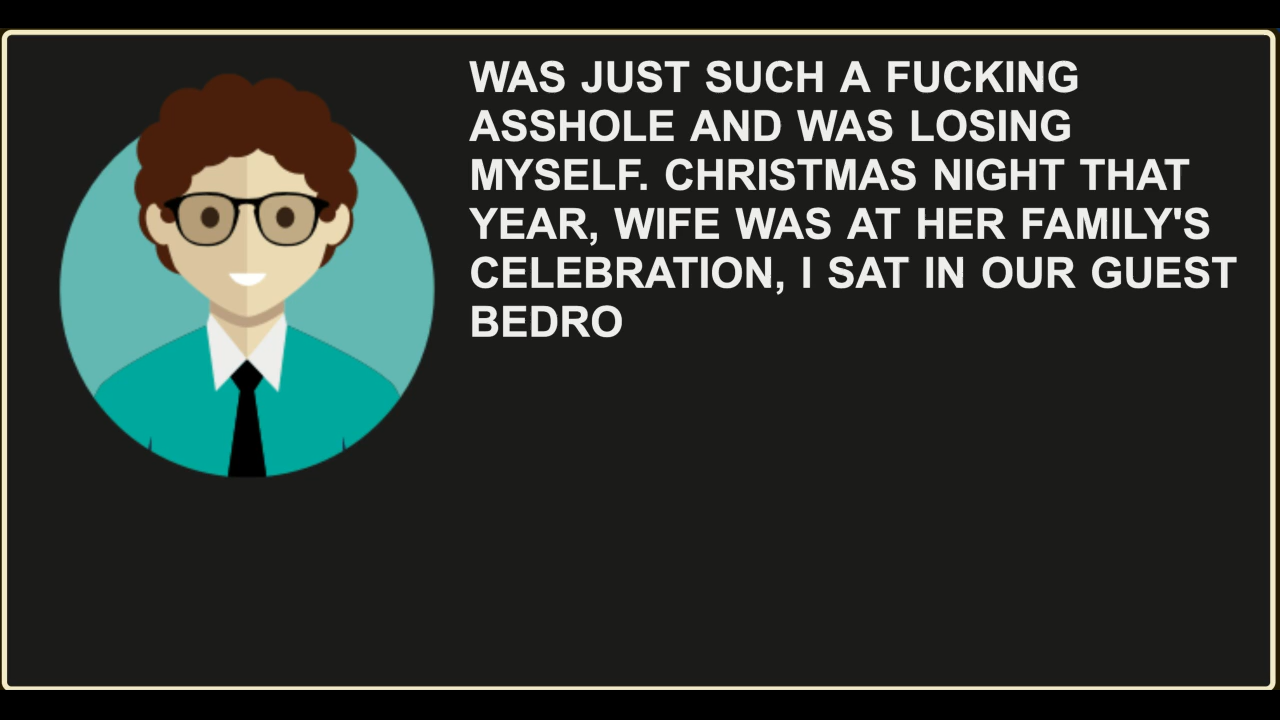 WAS JUST SUCH A FUCKING
ASSHOLE AND WAS LOSING
MYSELF. CHRISTMAS NIGHT THAT
YEAR, WIFE WAS AT HER FAMILY'S
CELEBRATION, I SAT IN OUR GUEST
BEDRO